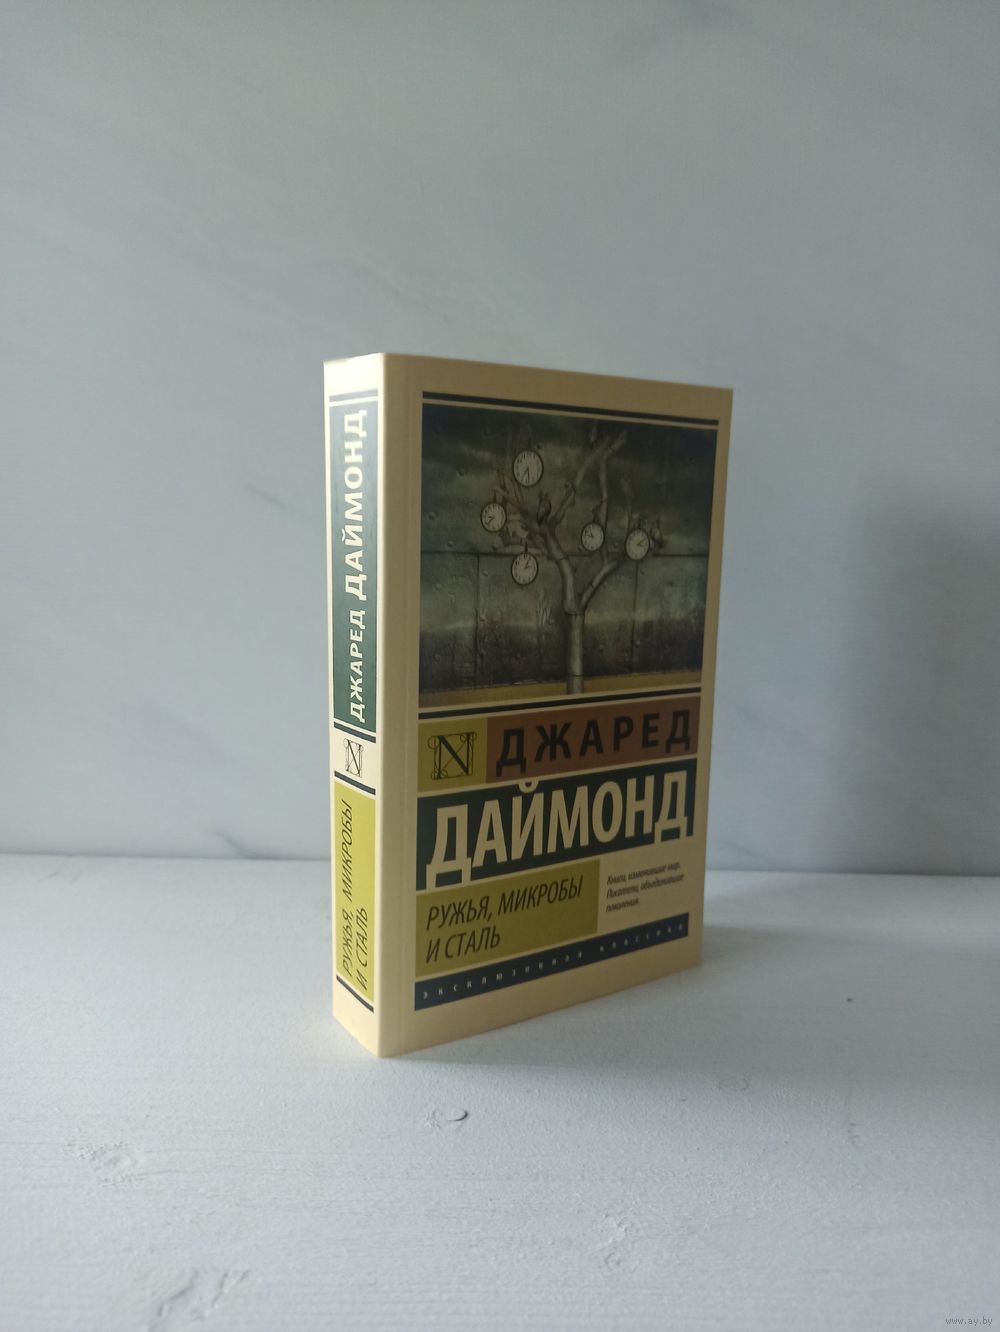 ДЖАРЕД ДАЙМОНД
N
РУЖЬЯ, МИКРОБЫ
И СТАЛЬ
N
ДЖАРЕД
ДАЙМОНД
РУЖЬЯ, МИКРОБЫ
И СТАЛЬ
Книги, изменившие мир.
Писатели, объединившие
поколения.
эксклюзивная классика
www.ay.by